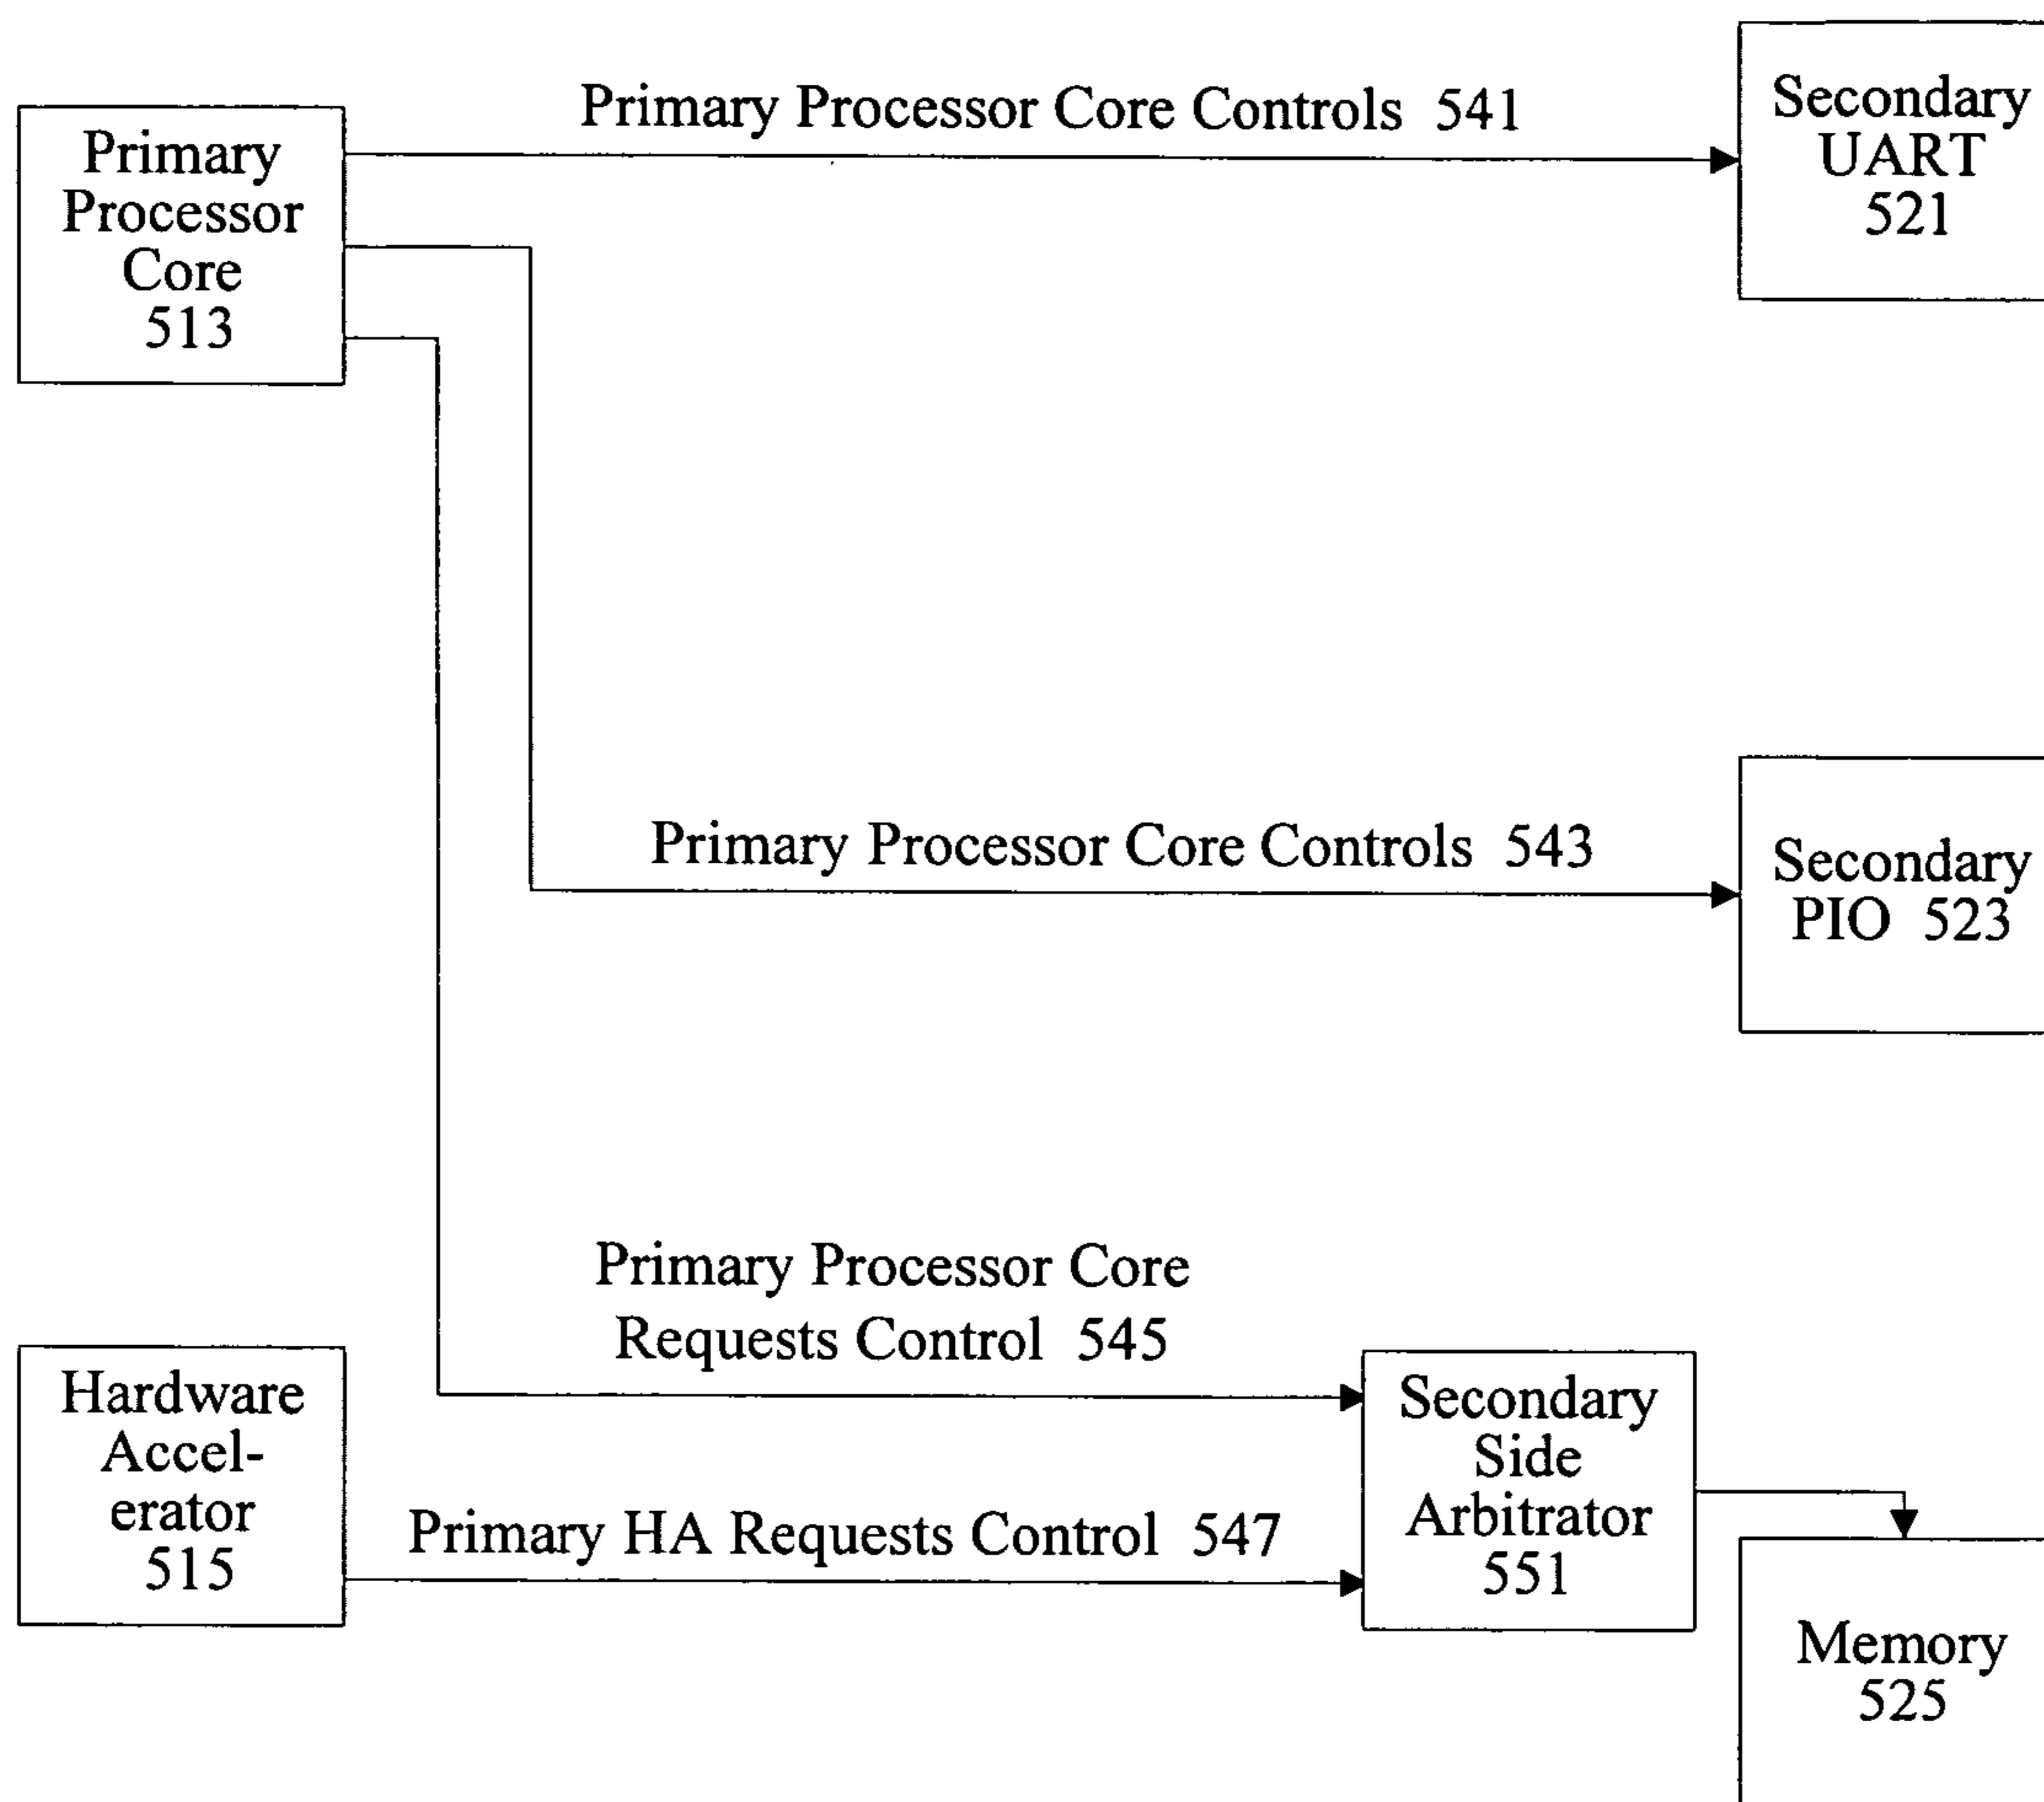 Primary Processor Core Controls 541
Secondary
UART
521
Primary
Processor
Core
513
Primary Processor Core Controls 543
Secondary
PIO 523
Primary Processor Core
Requests Control 545
Hardware
Accel-
erator
515
Primary HA Requests Control 547
Secondary
Side
Arbitrator
551
Memory
525